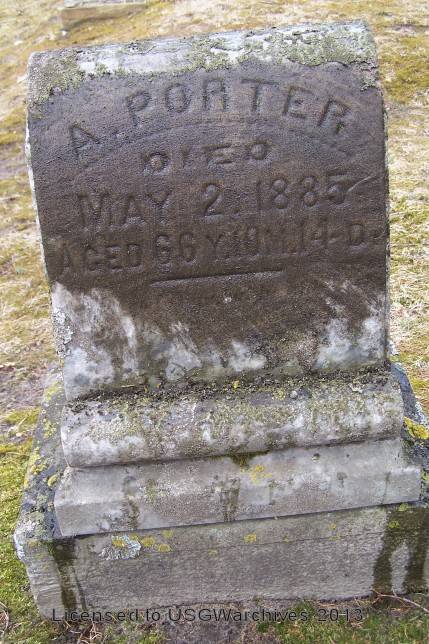 A. PORTER
DIED
MAY 2, 1885
AGED 66 Y. 10 M. 14 D.
Licensed to USGWarchives 2013